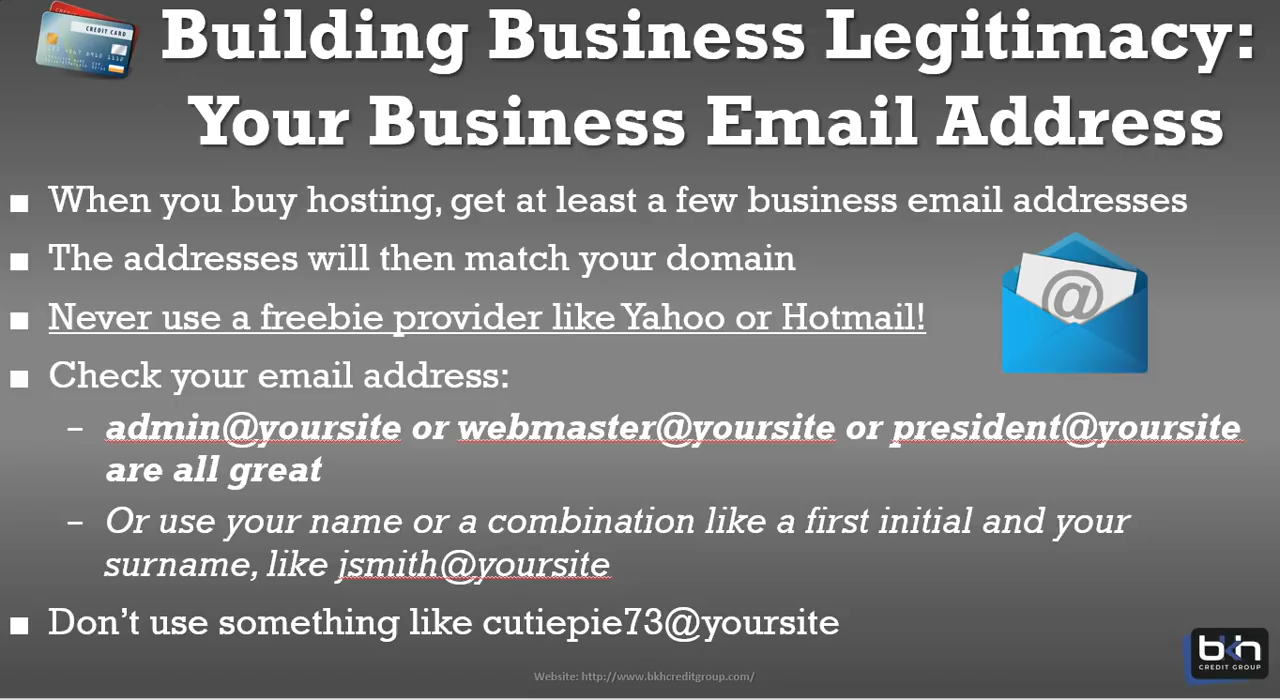 Building Business Legitimacy:
Your Business Email Address
CREDIT CARD
■ When you buy hosting, get at least a few business email addresses
■ The addresses will then match your domain
■ Never use a freebie provider like Yahoo or Hotmail!
@
■ Check your email address:
– admin@yoursite or webmaster@yoursite or president@yoursite
are all great
– Or use your name or a combination like a first initial and your
surname, like jsmith@yoursite
■ Don't use something like cutiepie73@yoursite
bkh
CREDIT GROUP
Website: http://www.bkhcreditgroup.com/